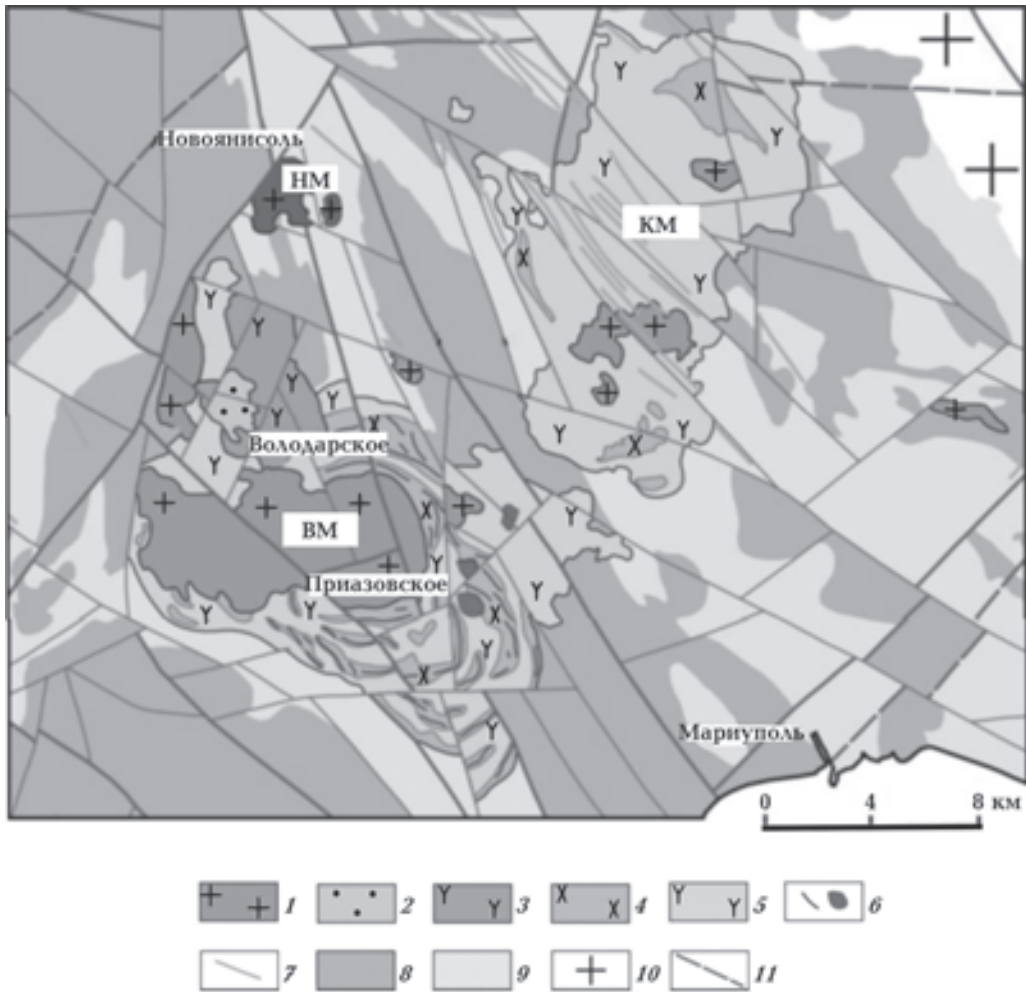 Новоянисоль
НМ
КМ
Володарское
ВМ
Приазовское
Мариуполь
0 4 8 км
1 2 3 4 5 6
7 8 9 10 11